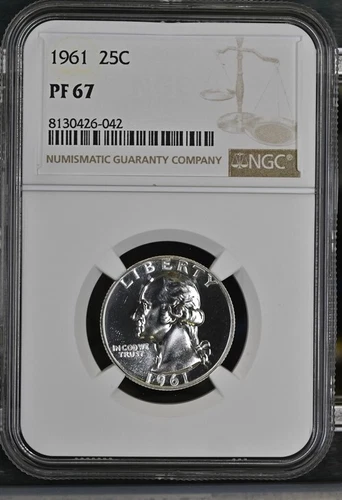 1961 25C
PF 67
8130426-042
NUMISMATIC GUARANTY COMPANY
NGC®
LIBERTY
IN GOD WE
TRUST
1961